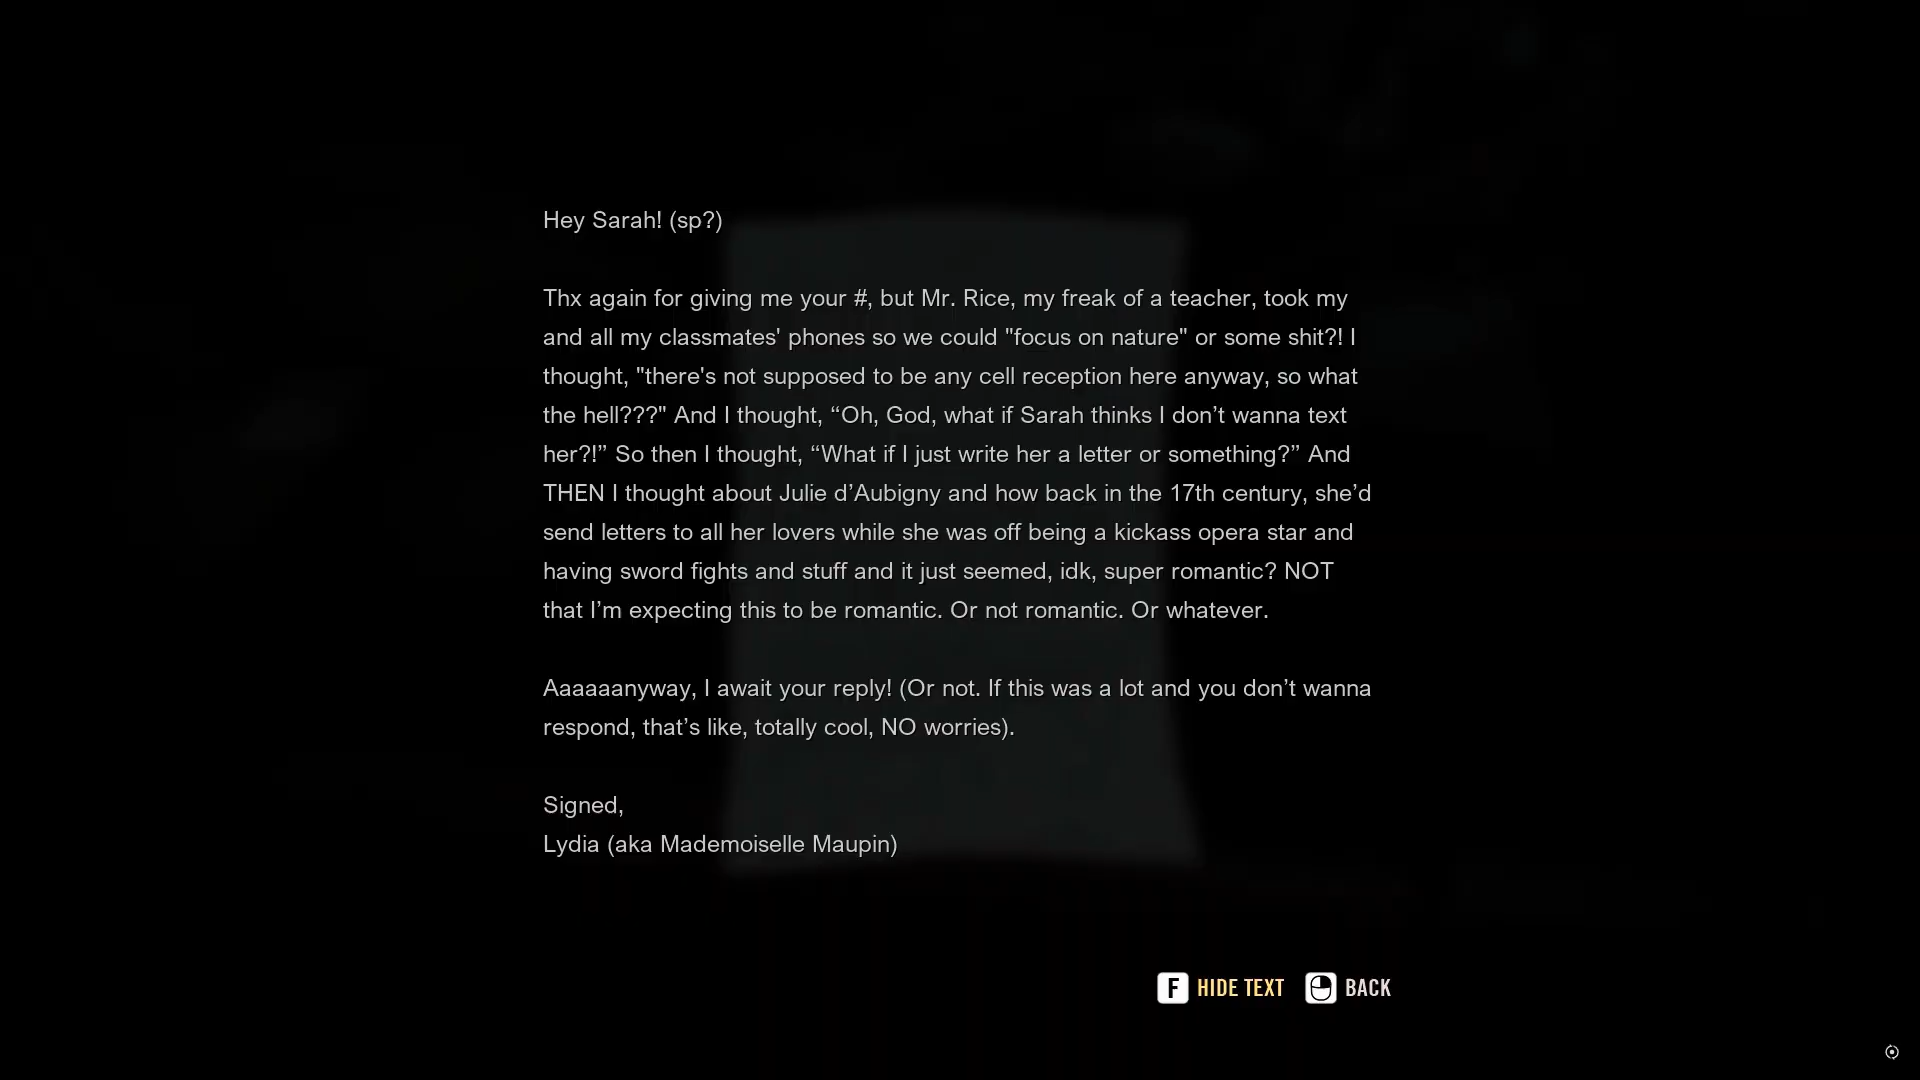 Hey Sarah! (sp?)
Thx again for giving me your #, but Mr. Rice, my freak of a teacher, took my
and all my classmates' phones so we could "focus on nature" or some shit?! I
thought, "there's not supposed to be any cell reception here anyway, so what
the hell???" And I thought, “Oh, God, what if Sarah thinks I don’t wanna text
her?!” So then I thought, “What if I just write her a letter or something?” And
THEN I thought about Julie d’Aubigny and how back in the 17th century, she’d
send letters to all her lovers while she was off being a kickass opera star and
having sword fights and stuff and it just seemed, idk, super romantic? NOT
that I’m expecting this to be romantic. Or not romantic. Or whatever.
Aaaaaanyway, I await your reply! (Or not. If this was a lot and you don’t wanna
respond, that’s like, totally cool, NO worries).
Signed,
Lydia (aka Mademoiselle Maupin)
F HIDE TEXT BACK